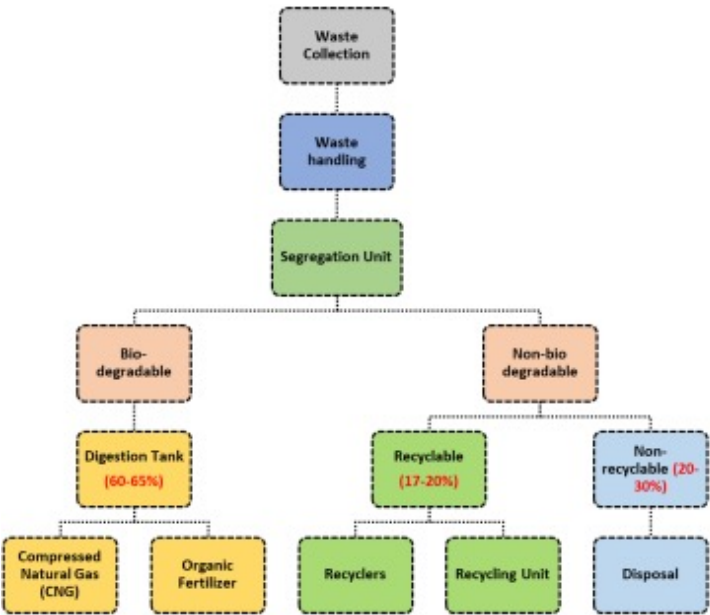 Waste
Collection
Waste
handling
Segregation Unit
Bio-
degradable
Non-bio
degradable
Digestion Tank
(60-65%)
Recyclable
(17-20%)
Non-
recyclable (20-
30%)
Compressed
Natural Gas
(CNG)
Organic
Fertilizer
Recyclers
Recycling Unit
Disposal